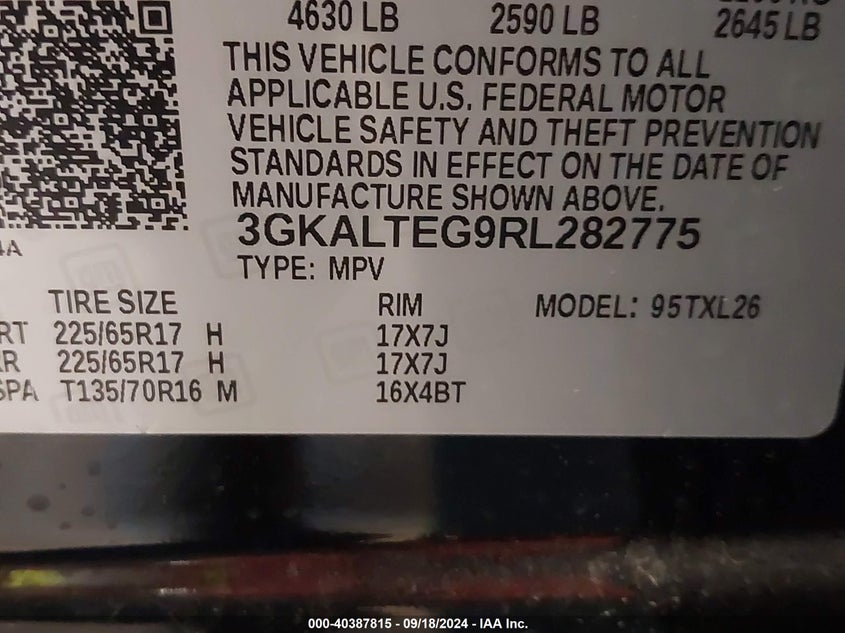 4630 LB 2590 LB 2645 LB
THIS VEHICLE CONFORMS TO ALL
APPLICABLE U.S. FEDERAL MOTOR
VEHICLE SAFETY AND THEFT PREVENTION
STANDARDS IN EFFECT ON THE DATE OF
MANUFACTURE SHOWN ABOVE.
3GKALTEG9RL282775
TYPE: MPV
TIRE SIZE RIM MODEL: 95TXL26
RT 225/65R17 H 17X7J
R 225/65R17 H 17X7J
SPA T135/70R16 M 16X4BT
000-40387815 - 09/18/2024 - IAA Inc.